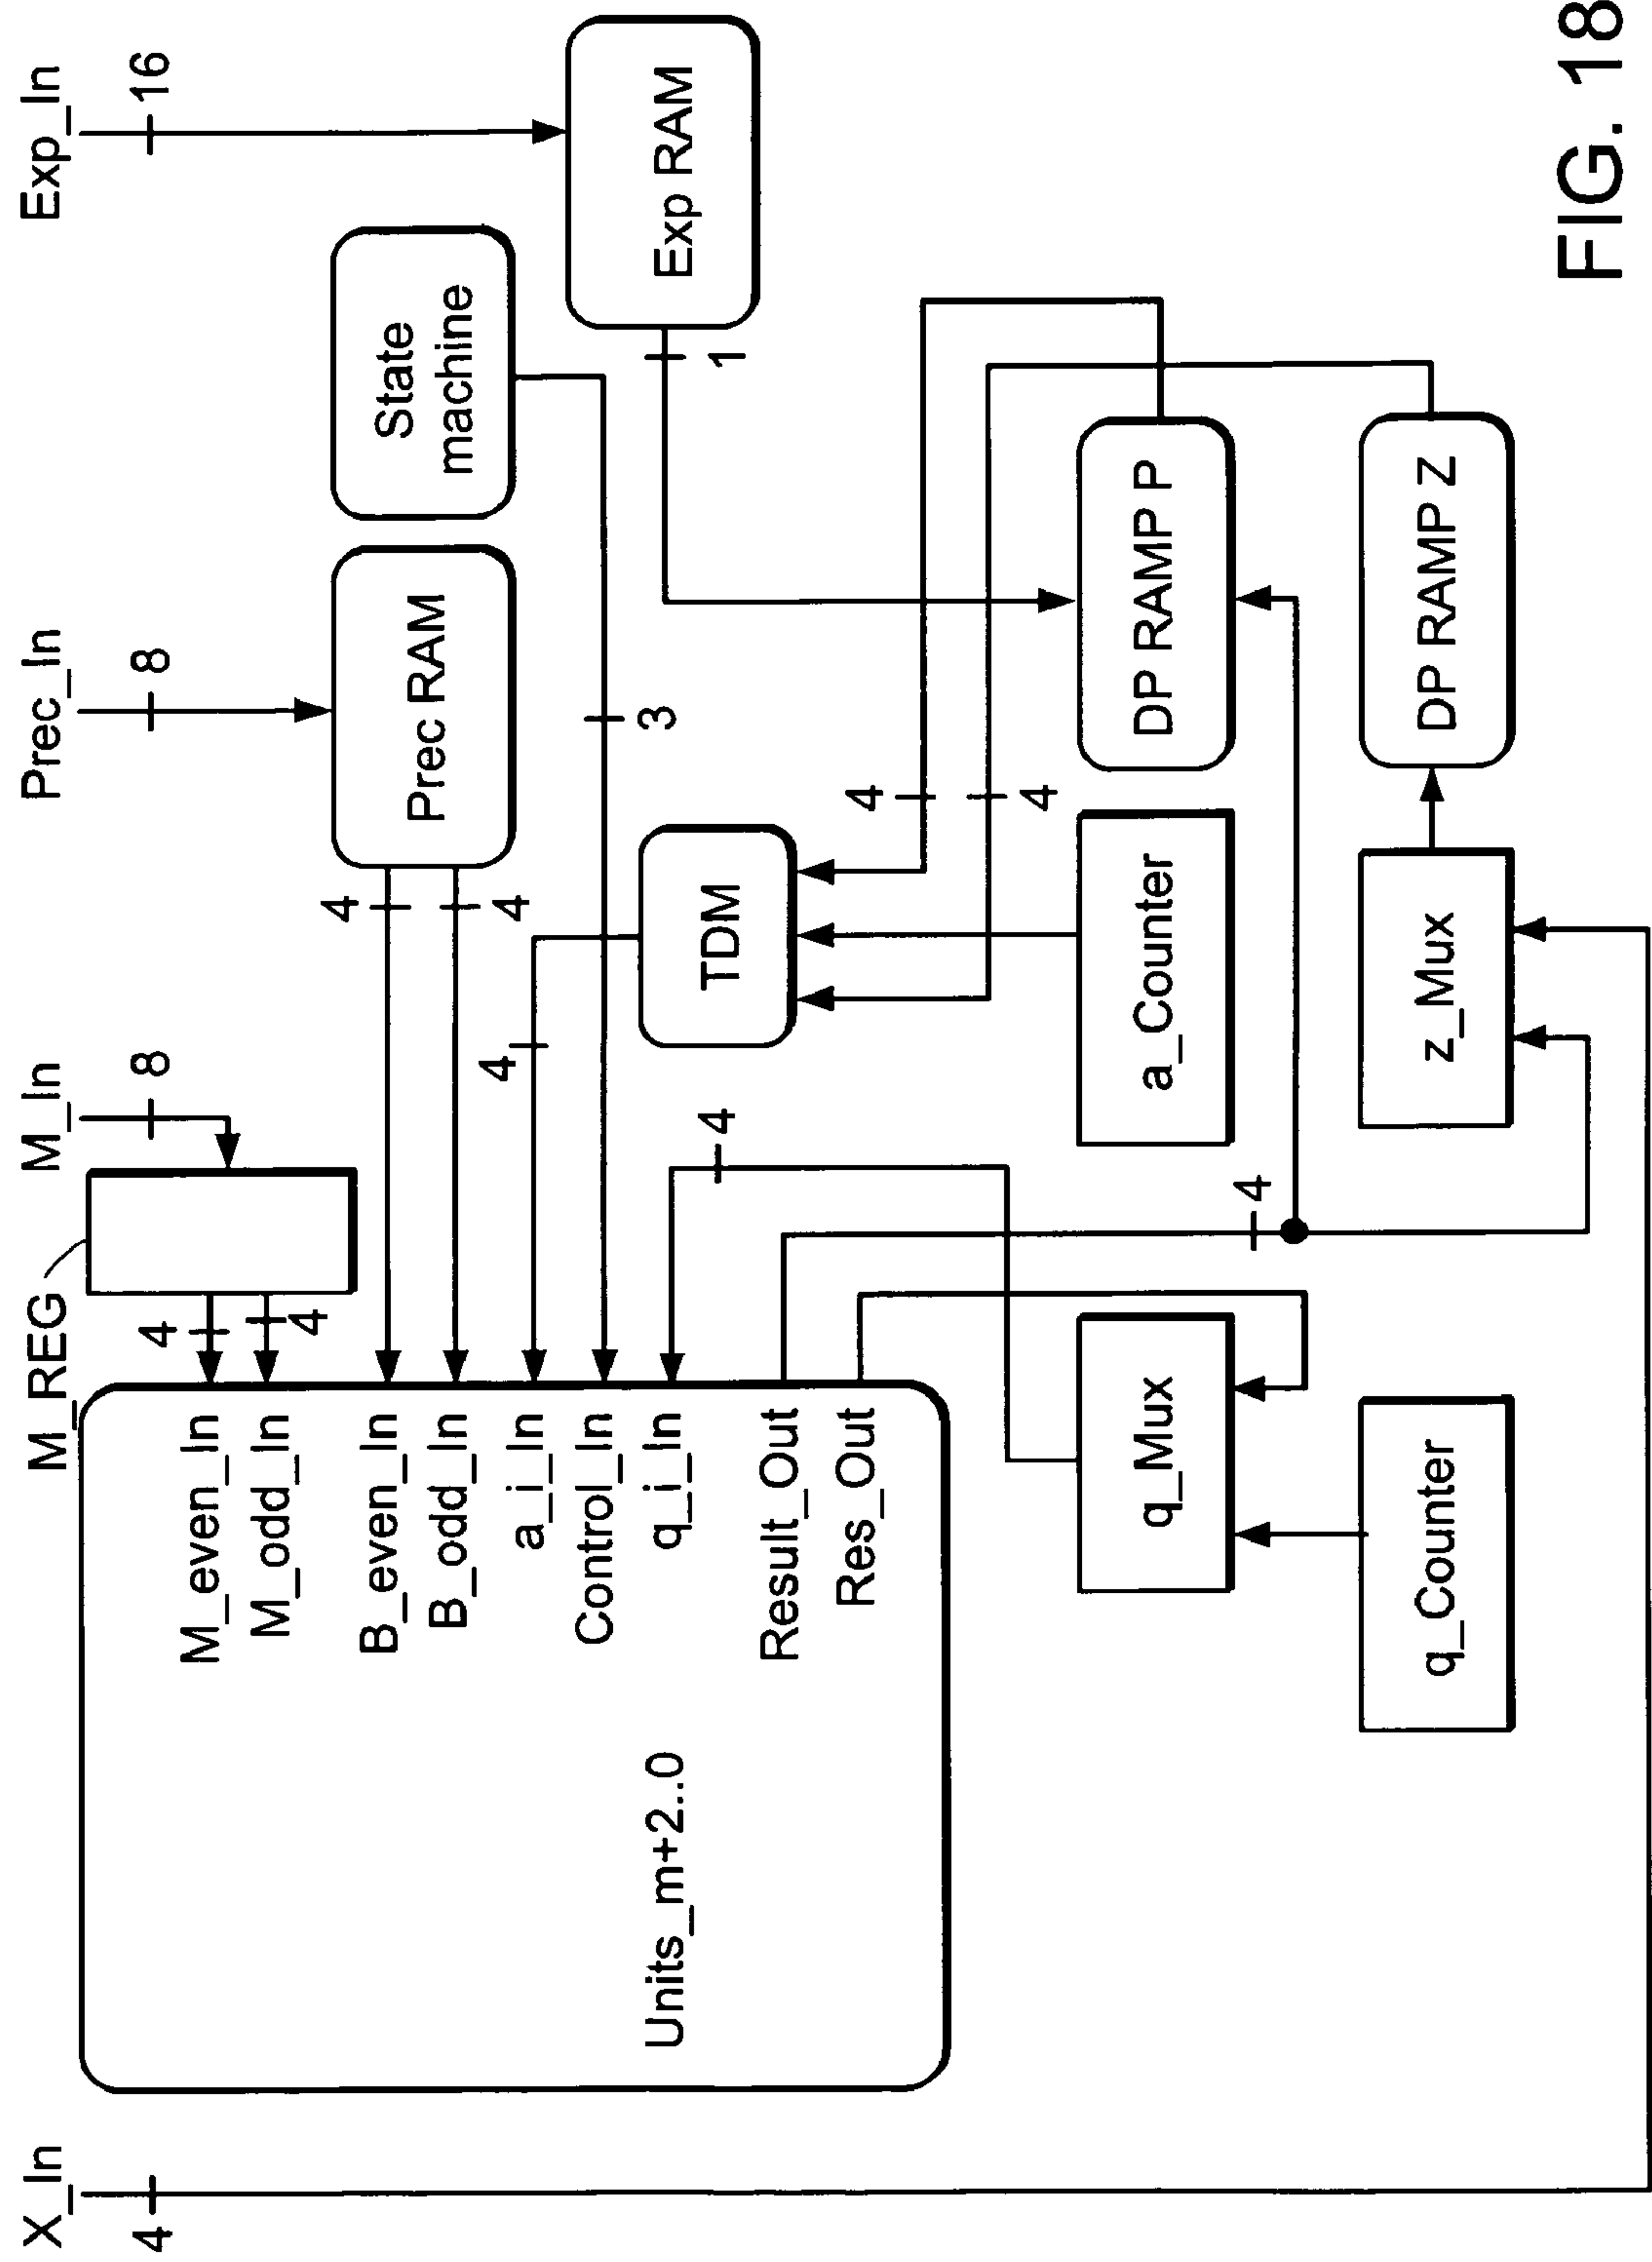 X_In
4
M_REG
M_In
8
Prec_In
8
Exp_In
16
4
4
M_even_In
M_odd_In
B_even_In
B_odd_In
a_i_In
Control_In
q_i_In
Result_Out
Res_Out
Units_m+2..0
4
4
Prec RAM
State
machine
Exp RAM
3
1
4
TDM
4
4
4
4
q_Mux
a_Counter
DP RAMP P
q_Counter
z_Mux
DP RAMP Z
FIG. 18